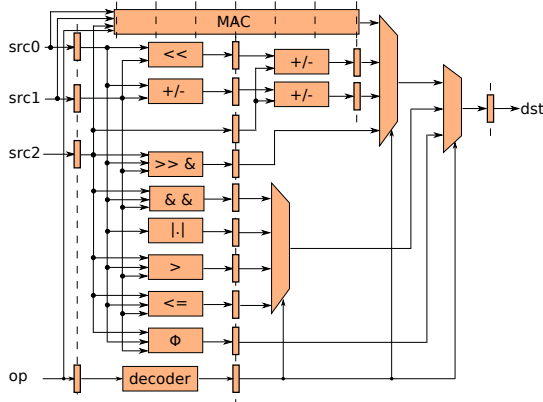 MAC
src0
<<
+/-
src1
+/-
+/-
dst
src2
>> &
& &
|.|
>
<=
Φ
op
decoder